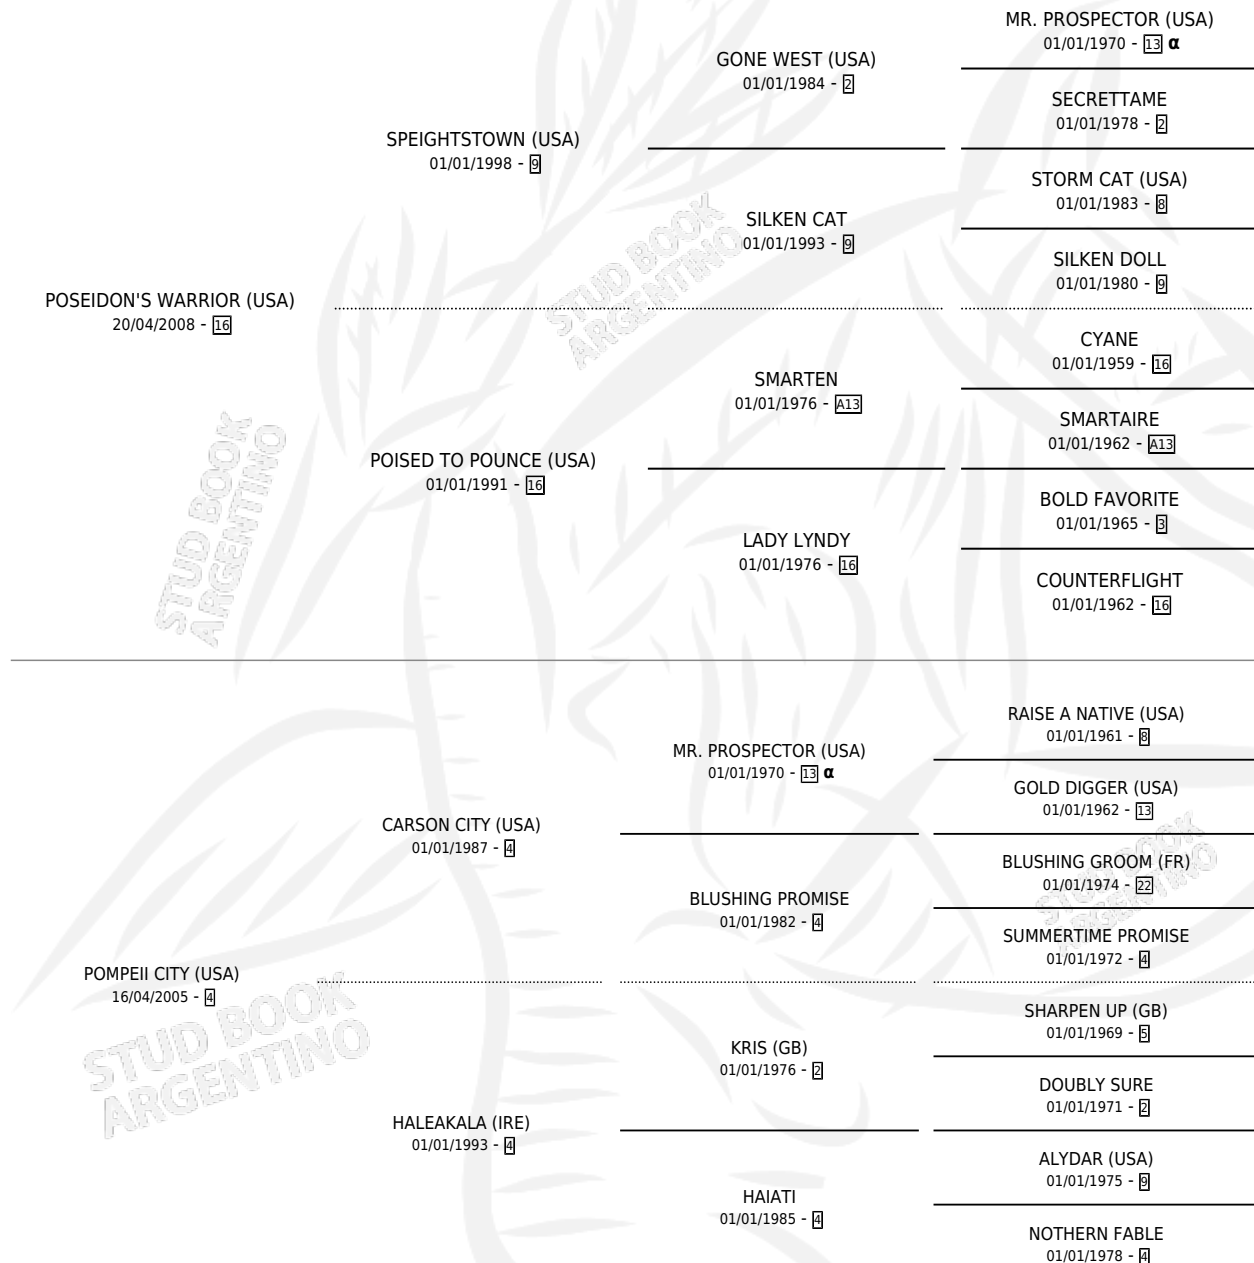 MR. PROSPECTOR (USA)
01/01/1970 - 13 α
GONE WEST (USA)
01/01/1984 - 2
SECRETTAME
01/01/1978 - 2
SPEIGHTSTOWN (USA)
01/01/1998 - 9
STORM CAT (USA)
01/01/1983 - 8
SILKEN CAT
01/01/1993 - 9
SILKEN DOLL
01/01/1980 - 9
POSEIDON'S WARRIOR (USA)
20/04/2008 - 16
CYANE
01/01/1959 - 16
SMARTEN
01/01/1976 - A13
SMARTAIRE
01/01/1962 - A13
POISED TO POUNCE (USA)
01/01/1991 - 16
BOLD FAVORITE
01/01/1965 - 3
LADY LYNDY
01/01/1976 - 16
COUNTERFLIGHT
01/01/1962 - 16
RAISE A NATIVE (USA)
01/01/1961 - 8
MR. PROSPECTOR (USA)
01/01/1970 - 13 α
GOLD DIGGER (USA)
01/01/1962 - 13
CARSON CITY (USA)
01/01/1987 - 4
BLUSHING GROOM (FR)
01/01/1974 - 22
BLUSHING PROMISE
01/01/1982 - 4
SUMMERTIME PROMISE
01/01/1972 - 4
POMPEII CITY (USA)
16/04/2005 - 4
SHARPEN UP (GB)
01/01/1969 - 5
KRIS (GB)
01/01/1976 - 2
DOUBLY SURE
01/01/1971 - 2
HALEAKALA (IRE)
01/01/1993 - 4
ALYDAR (USA)
01/01/1975 - 9
HAIATI
01/01/1985 - 4
NOTHERN FABLE
01/01/1978 - 4
STUD BOOK
ARGENTINO
STUD BOOK
ARGENTINO
STUD BOOK
ARGENTINO
STUD BOOK
ARGENTINO